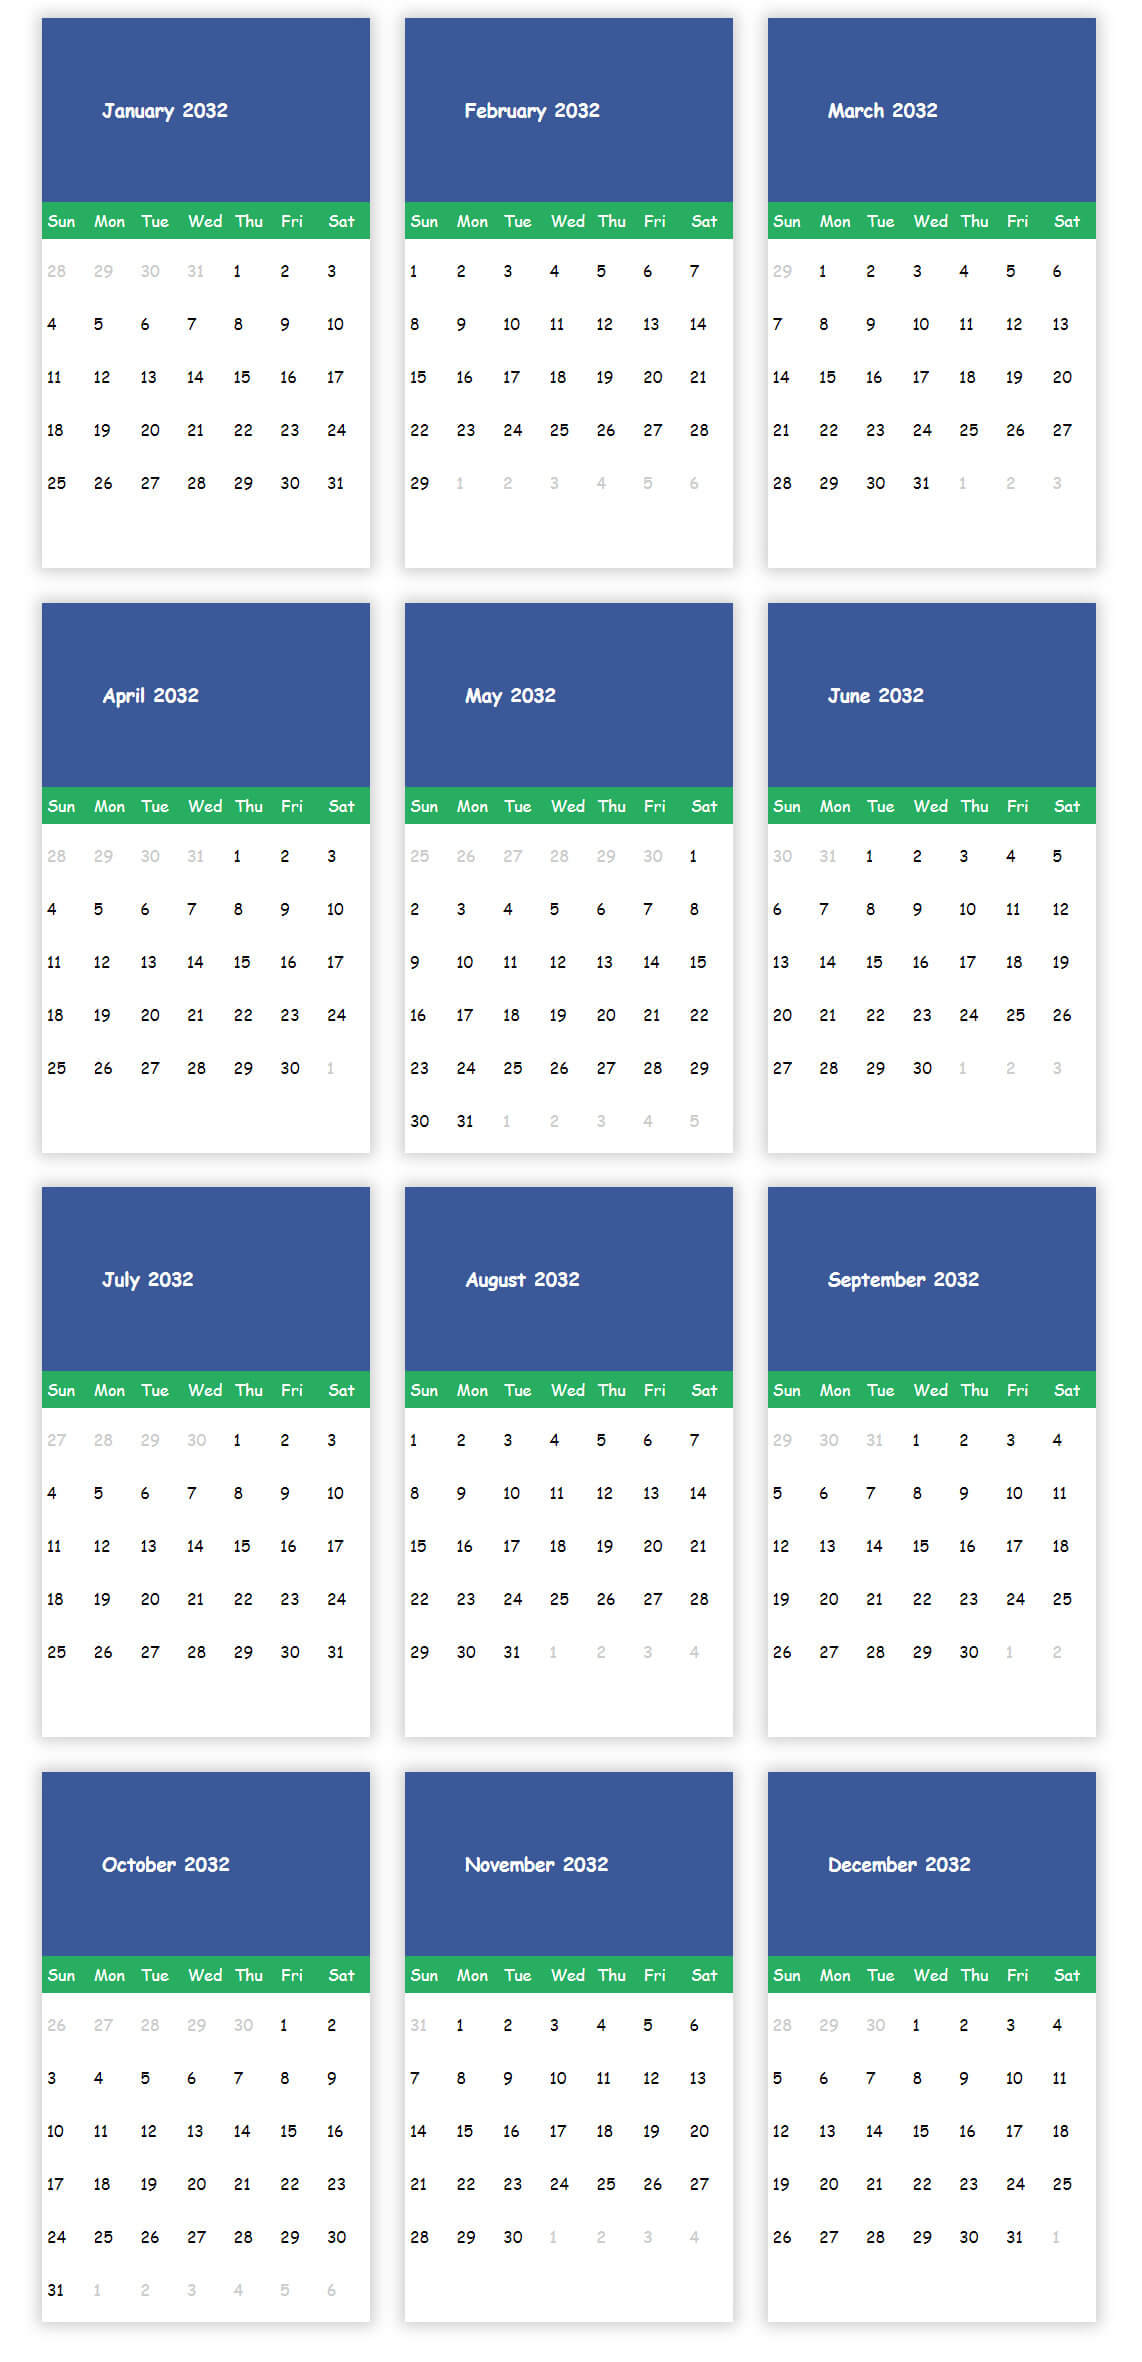 January 2032
Sun Mon Tue Wed Thu Fri Sat
28 29 30 31 1 2 3
4 5 6 7 8 9 10
11 12 13 14 15 16 17
18 19 20 21 22 23 24
25 26 27 28 29 30 31
February 2032
Sun Mon Tue Wed Thu Fri Sat
1 2 3 4 5 6 7
8 9 10 11 12 13 14
15 16 17 18 19 20 21
22 23 24 25 26 27 28
29 1 2 3 4 5 6
March 2032
Sun Mon Tue Wed Thu Fri Sat
29 1 2 3 4 5 6
7 8 9 10 11 12 13
14 15 16 17 18 19 20
21 22 23 24 25 26 27
28 29 30 31 1 2 3
April 2032
Sun Mon Tue Wed Thu Fri Sat
28 29 30 31 1 2 3
4 5 6 7 8 9 10
11 12 13 14 15 16 17
18 19 20 21 22 23 24
25 26 27 28 29 30 1
May 2032
Sun Mon Tue Wed Thu Fri Sat
25 26 27 28 29 30 1
2 3 4 5 6 7 8
9 10 11 12 13 14 15
16 17 18 19 20 21 22
23 24 25 26 27 28 29
30 31 1 2 3 4 5
June 2032
Sun Mon Tue Wed Thu Fri Sat
30 31 1 2 3 4 5
6 7 8 9 10 11 12
13 14 15 16 17 18 19
20 21 22 23 24 25 26
27 28 29 30 1 2 3
July 2032
Sun Mon Tue Wed Thu Fri Sat
27 28 29 30 1 2 3
4 5 6 7 8 9 10
11 12 13 14 15 16 17
18 19 20 21 22 23 24
25 26 27 28 29 30 31
August 2032
Sun Mon Tue Wed Thu Fri Sat
1 2 3 4 5 6 7
8 9 10 11 12 13 14
15 16 17 18 19 20 21
22 23 24 25 26 27 28
29 30 31 1 2 3 4
September 2032
Sun Mon Tue Wed Thu Fri Sat
29 30 31 1 2 3 4
5 6 7 8 9 10 11
12 13 14 15 16 17 18
19 20 21 22 23 24 25
26 27 28 29 30 1 2
October 2032
Sun Mon Tue Wed Thu Fri Sat
26 27 28 29 30 1 2
3 4 5 6 7 8 9
10 11 12 13 14 15 16
17 18 19 20 21 22 23
24 25 26 27 28 29 30
31 1 2 3 4 5 6
November 2032
Sun Mon Tue Wed Thu Fri Sat
31 1 2 3 4 5 6
7 8 9 10 11 12 13
14 15 16 17 18 19 20
21 22 23 24 25 26 27
28 29 30 1 2 3 4
December 2032
Sun Mon Tue Wed Thu Fri Sat
28 29 30 1 2 3 4
5 6 7 8 9 10 11
12 13 14 15 16 17 18
19 20 21 22 23 24 25
26 27 28 29 30 31 1